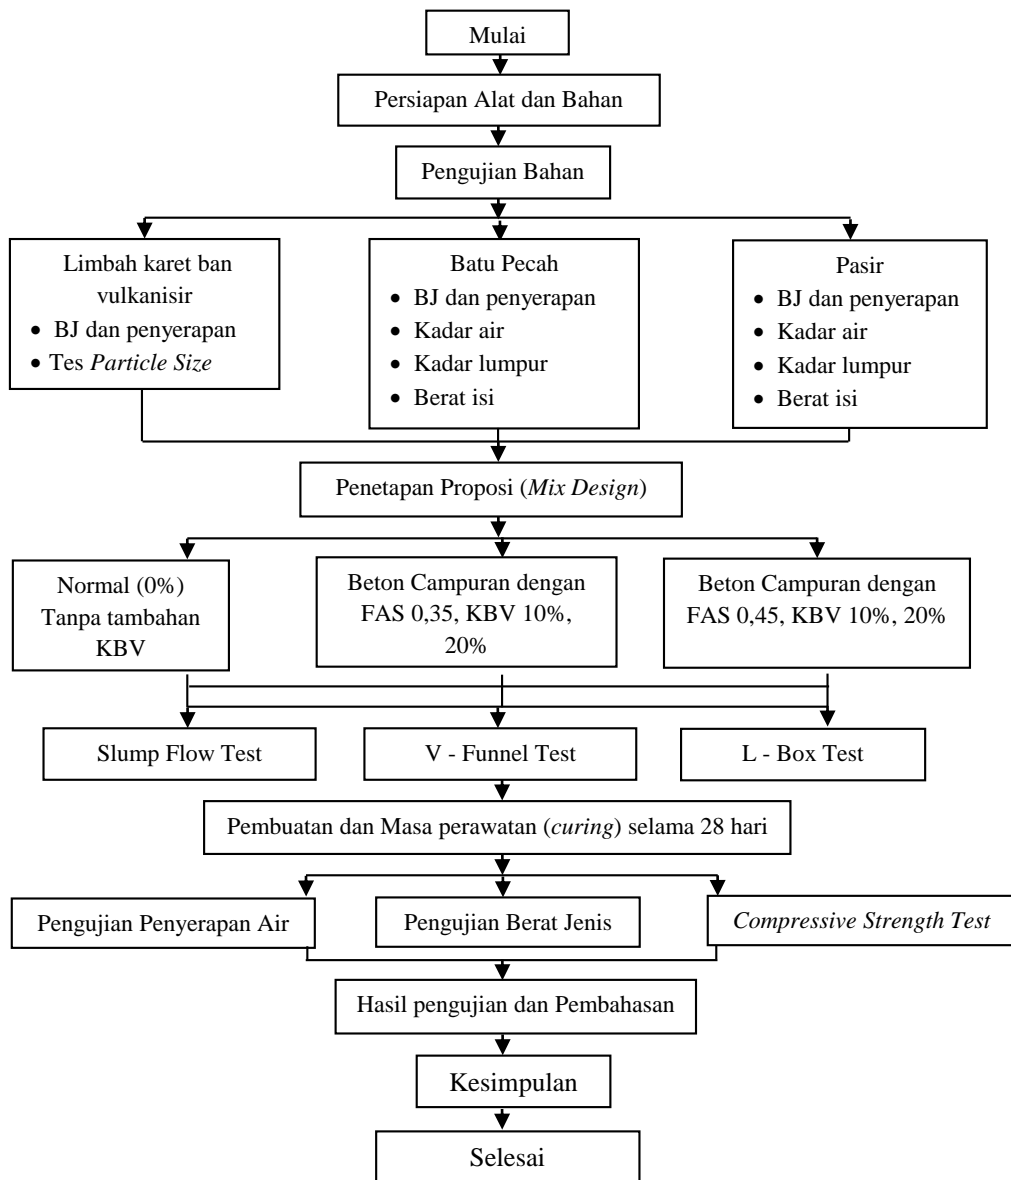 Mulai
Persiapan Alat dan Bahan
Pengujian Bahan
Limbah karet ban
vulkanisir
• BJ dan penyerapan
• Tes Particle Size
Batu Pecah
• BJ dan penyerapan
• Kadar air
• Kadar lumpur
• Berat isi
Pasir
• BJ dan penyerapan
• Kadar air
• Kadar lumpur
• Berat isi
Penetapan Proposi (Mix Design)
Normal (0%)
Tanpa tambahan
KBV
Beton Campuran dengan
FAS 0,35, KBV 10%,
20%
Beton Campuran dengan
FAS 0,45, KBV 10%, 20%
Slump Flow Test
V - Funnel Test
L - Box Test
Pembuatan dan Masa perawatan (curing) selama 28 hari
Pengujian Penyerapan Air
Pengujian Berat Jenis
Compressive Strength Test
Hasil pengujian dan Pembahasan
Kesimpulan
Selesai